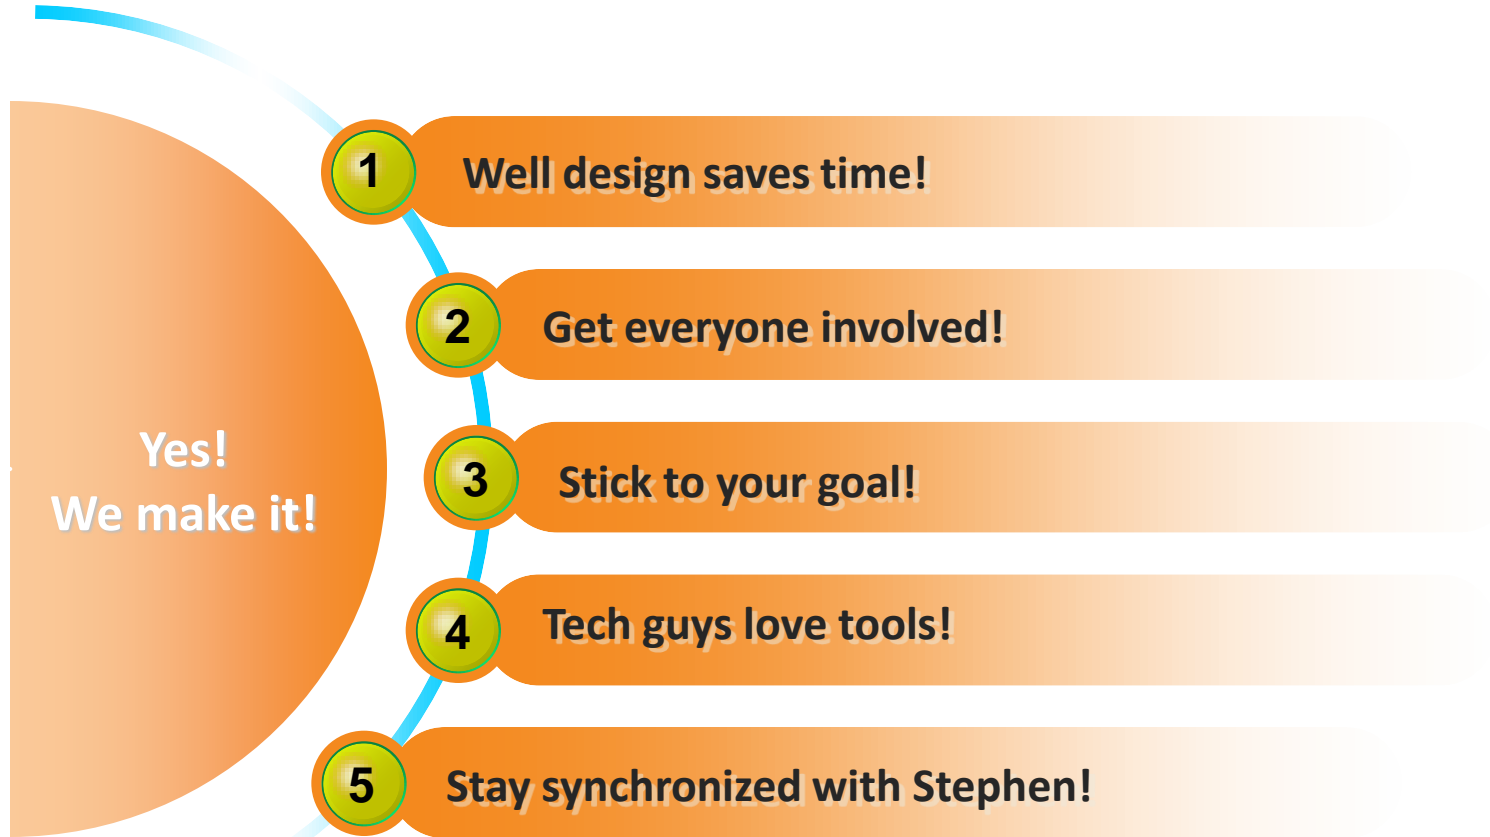 1 Well design saves time!
2 Get everyone involved!
Yes!
We make it!
3 Stick to your goal!
4 Tech guys love tools!
5 Stay synchronized with Stephen!